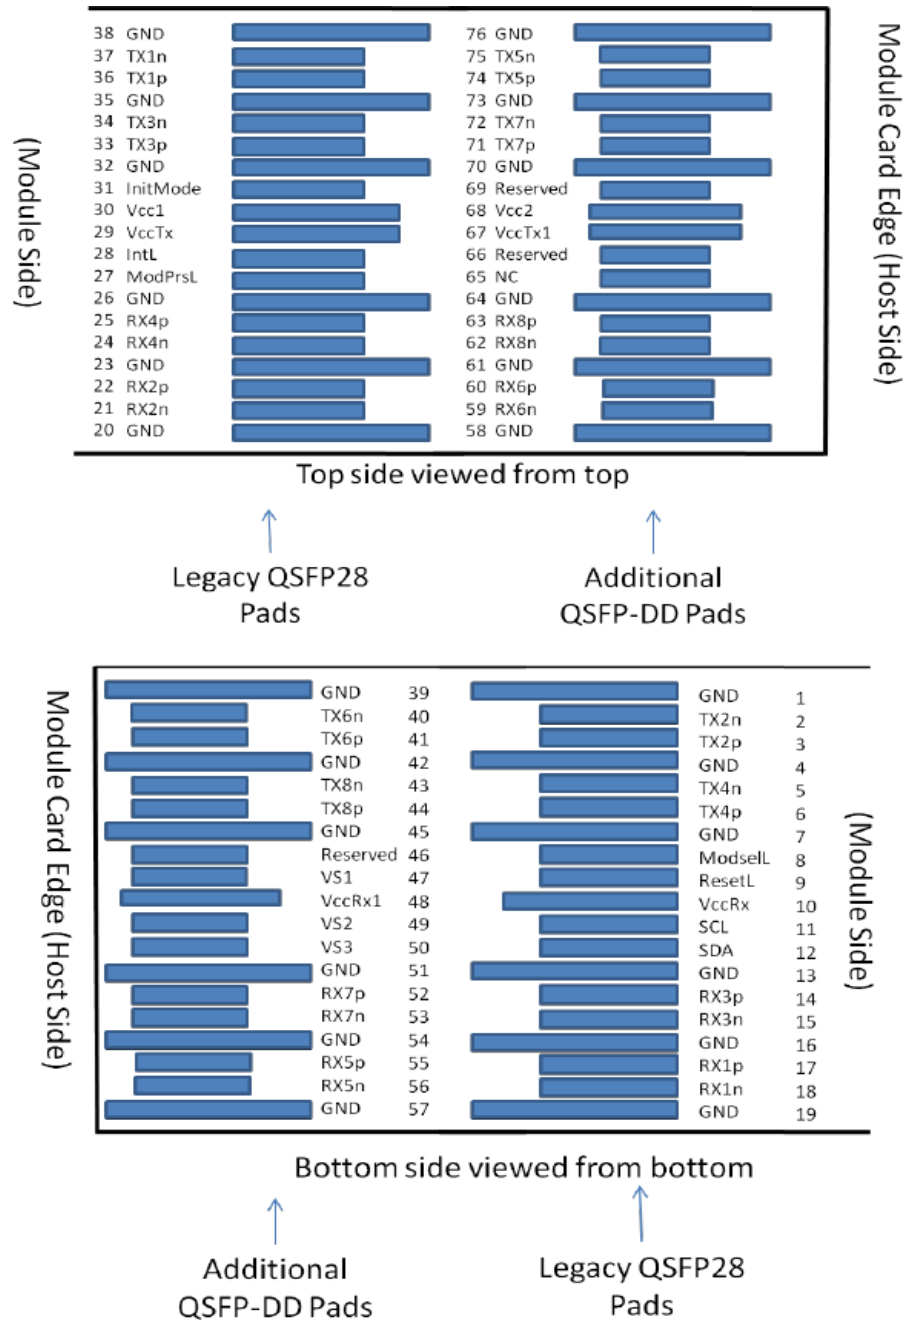 38 GND 76 GND
37 TX1n 75 TX5n
36 TX1p 74 TX5p
35 GND 73 GND
34 TX3n 72 TX7n
33 TX3p 71 TX7p
32 GND 70 GND
31 InitMode 69 Reserved
30 Vcc1 68 Vcc2
29 VccTx 67 VccTx1
28 IntL 66 Reserved
27 ModPrsL 65 NC
26 GND 64 GND
25 RX4p 63 RX8p
24 RX4n 62 RX8n
23 GND 61 GND
22 RX2p 60 RX6p
21 RX2n 59 RX6n
20 GND 58 GND
(Module Side)
Module Card Edge (Host Side)
Top side viewed from top
Legacy QSFP28
Pads
Additional
QSFP-DD Pads
Module Card Edge (Host Side)
GND 39 GND 1
TX6n 40 TX2n 2
TX6p 41 TX2p 3
GND 42 GND 4
TX8n 43 TX4n 5
TX8p 44 TX4p 6
GND 45 GND 7
Reserved 46 ModselL 8
VS1 47 ResetL 9
VccRx1 48 VccRx 10
VS2 49 SCL 11
VS3 50 SDA 12
GND 51 GND 13
RX7p 52 RX3p 14
RX7n 53 RX3n 15
GND 54 GND 16
RX5p 55 RX1p 17
RX5n 56 RX1n 18
GND 57 GND 19
(Module Side)
Bottom side viewed from bottom
Additional
QSFP-DD Pads
Legacy QSFP28
Pads